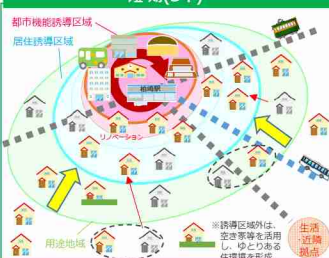 都市機能誘導区域
居住誘導区域
柏崎駅
リノベーション
用途地域
※誘導区域外は、
空き家等を活用
し、ゆとりある
住環境を形成
生活
・近隣
拠点